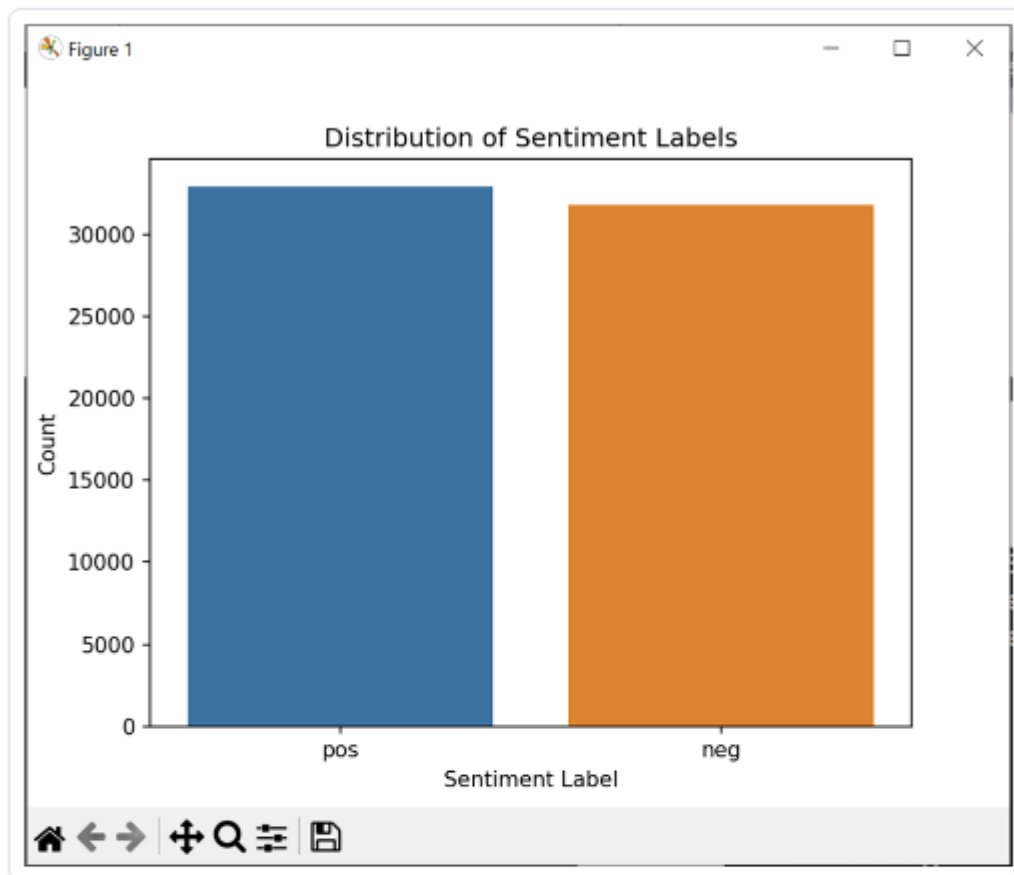 Figure 1
Distribution of Sentiment Labels
30000
25000
20000
15000
10000
5000
0
Count
pos neg
Sentiment Label